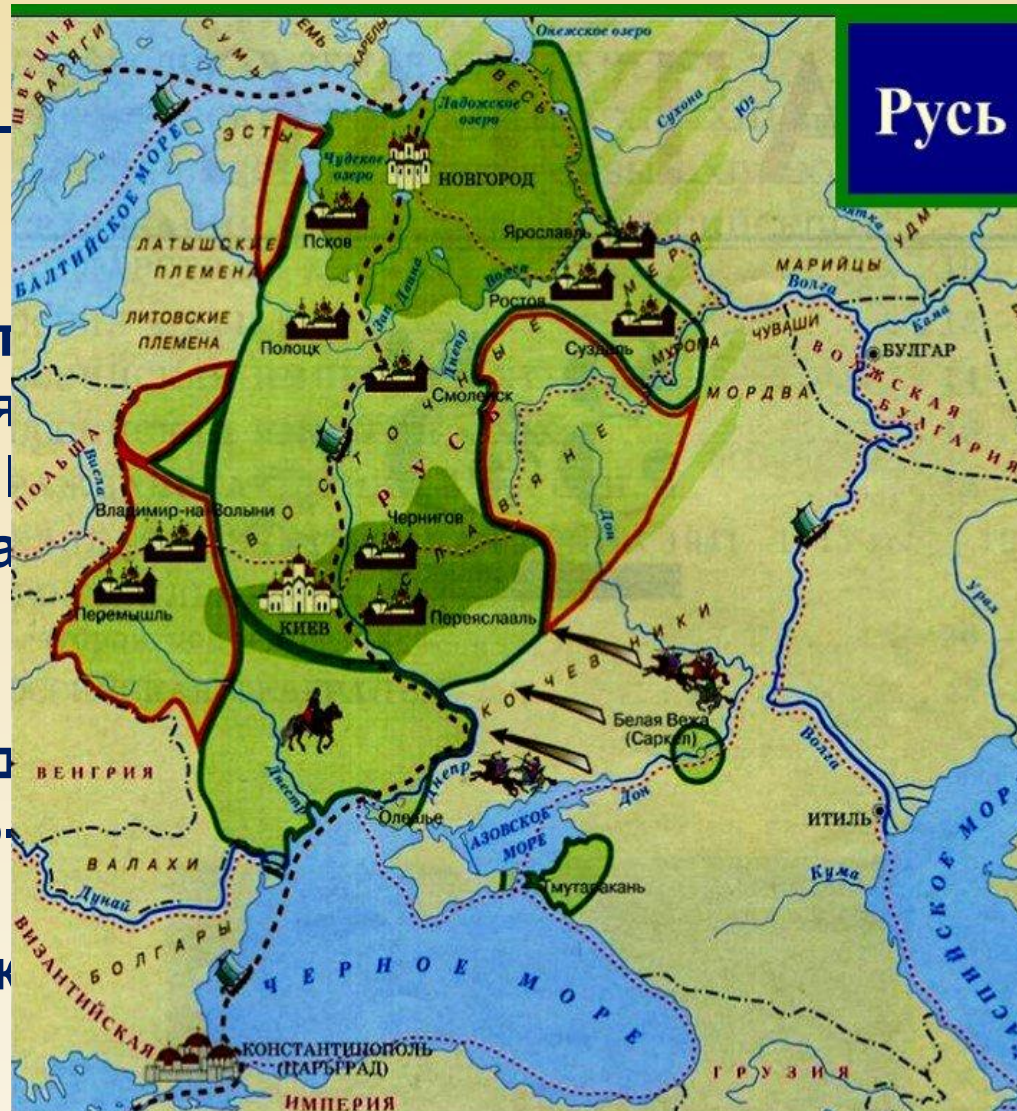 Русь
Онежское озеро
ШВЕЦИЯ
ВАРЯГИ
СУМЬ
ЕМЬ
КАРЕЛЫ
ВЕСЬ
Ладожское
озеро
Сухона
Юг
БАЛТИЙСКОЕ МОРЕ
ЭСТЫ
Чудское
озеро
НОВГОРОД
Псков
Ярославль
МЕРЯ
ЛАТЫШСКИЕ
ПЛЕМЕНА
Зап. Двина
Волга
Ростов
МАРИЙЦЫ
Волга
Кама
ЛИТОВСКИЕ
ПЛЕМЕНА
Полоцк
Днепр
Суздаль
МУРОМА
ЧУВАШИ
БУЛГАР
Смоленск
МОРДВА
ВОЛЖСКАЯ
БУЛГАРИЯ
ПОЛЬША
Висла
РУСЬ
ВОСТОЧНЫЕ
СЛАВЯНЕ
Дон
Владимир-на-Волыни
Чернигов
Перемышль
КИЕВ
Переяславль
Урал
КОЧЕВНИКИ
Белая Вежа
(Саркел)
ВЕНГРИЯ
Днестр
Днепр
Дон
Волга
Олешье
АЗОВСКОЕ
МОРЕ
ИТИЛЬ
ВАЛАХИ
Дунай
Тмутаракань
Кума
БОЛГАРЫ
ЧЕРНОЕ МОРЕ
ВИЗАНТИЙСКАЯ
КОНСТАНТИНОПОЛЬ
(ЦАРЬГРАД)
ГРУЗИЯ
ИМПЕРИЯ